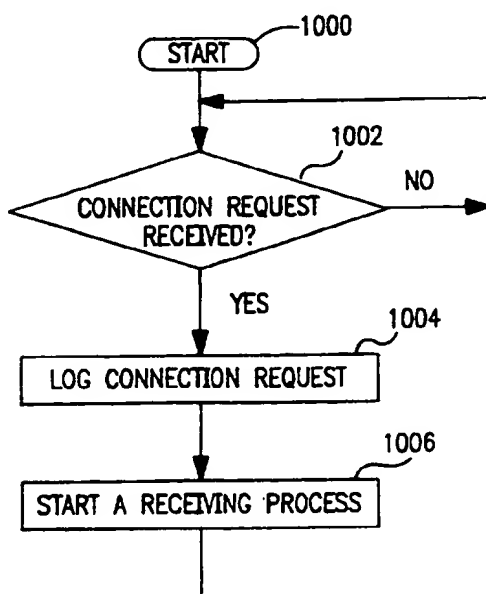 1000
START
1002
CONNECTION REQUEST
RECEIVED?
NO
YES
1004
LOG CONNECTION REQUEST
1006
START A RECEIVING PROCESS